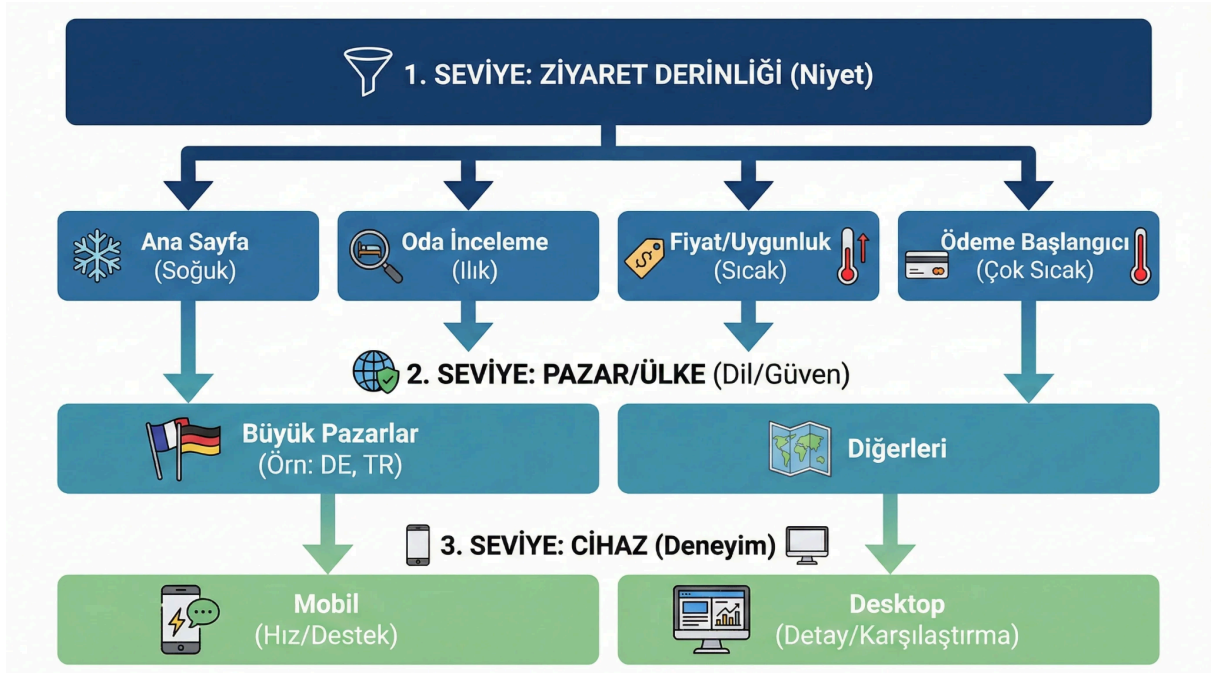 1. SEVİYE: ZİYARET DERİNLİĞİ (Niyet)
Ana Sayfa
(Soğuk)
Oda İnceleme
(Ilık)
Fiyat/Uygunluk
(Sıcak)
Ödeme Başlangıcı
(Çok Sıcak)
2. SEVİYE: PAZAR/ÜLKE (Dil/Güven)
Büyük Pazarlar
(Örn: DE, TR)
Diğerleri
3. SEVİYE: CİHAZ (Deneyim)
Mobil
(Hız/Destek)
Desktop
(Detay/Karşılaştırma)